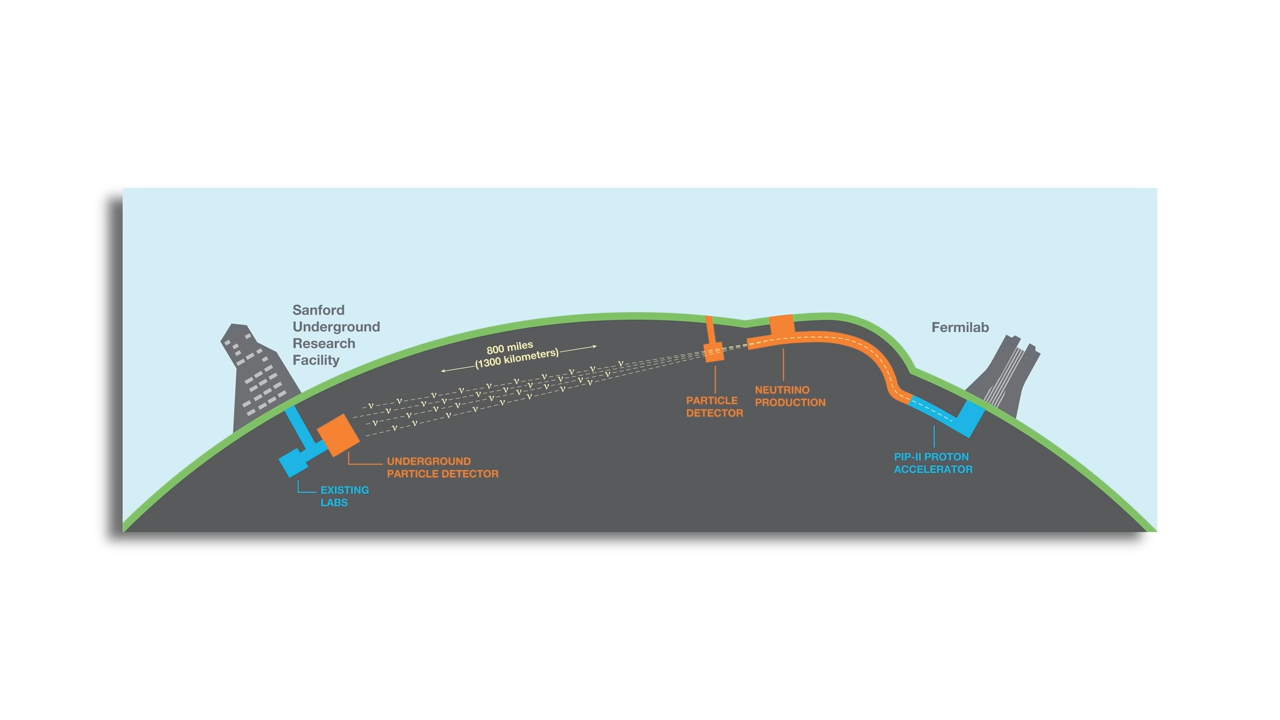 Sanford
Underground
Research
Facility
Fermilab
800 miles
(1300 kilometers)
PARTICLE
DETECTOR
NEUTRINO
PRODUCTION
PIP-II PROTON
ACCELERATOR
UNDERGROUND
PARTICLE DETECTOR
EXISTING
LABS
ν ν ν ν ν ν ν ν ν ν ν
ν ν ν ν ν ν ν ν ν
ν ν ν ν ν ν ν ν
ν ν ν ν ν ν ν